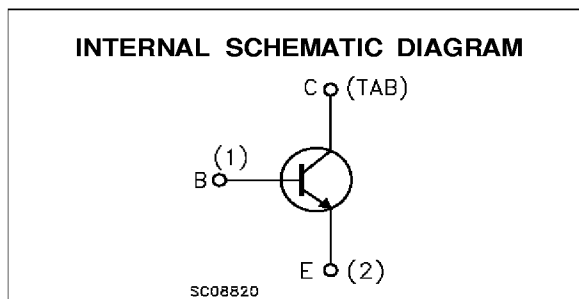 INTERNAL SCHEMATIC DIAGRAM
C (TAB)
(1)
B
E (2)
SC08820